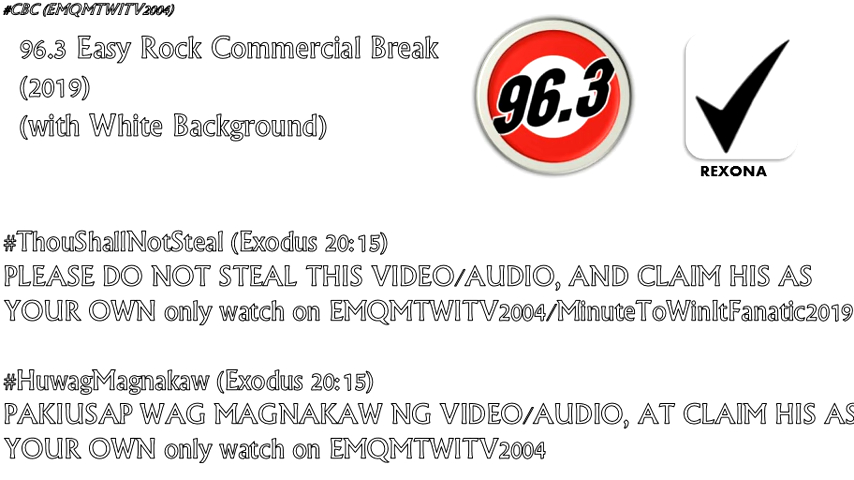 #CBC (EMQMTWITV2004)
96.3 Easy Rock Commercial Break
(2019)
(with White Background)
96.3
REXONA
#ThouShallNotSteal (Exodus 20:15)
PLEASE DO NOT STEAL THIS VIDEO/AUDIO, AND CLAIM HIS AS
YOUR OWN only watch on EMQMTWITV2004/MinuteToWinItFanatic2019
#HuwagMagnakaw (Exodus 20:15)
PAKIUSAP WAG MAGNAKAW NG VIDEO/AUDIO, AT CLAIM HIS AS
YOUR OWN only watch on EMQMTWITV2004